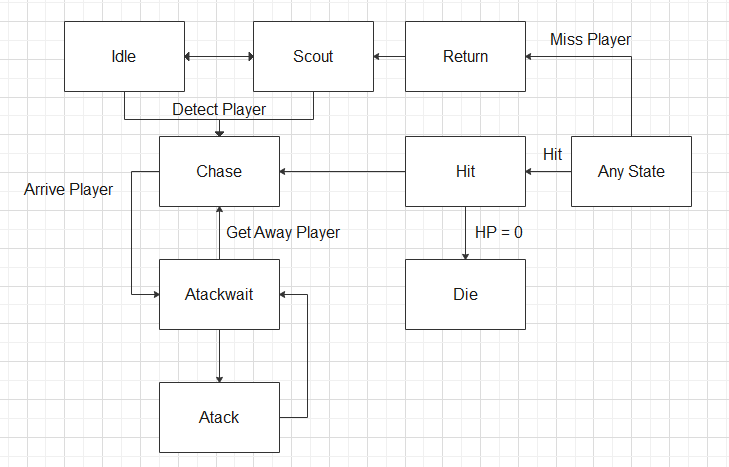 Idle
Scout
Return
Miss Player
Detect Player
Chase
Hit
Hit
Any State
Arrive Player
Get Away Player
HP = 0
Atackwait
Die
Atack